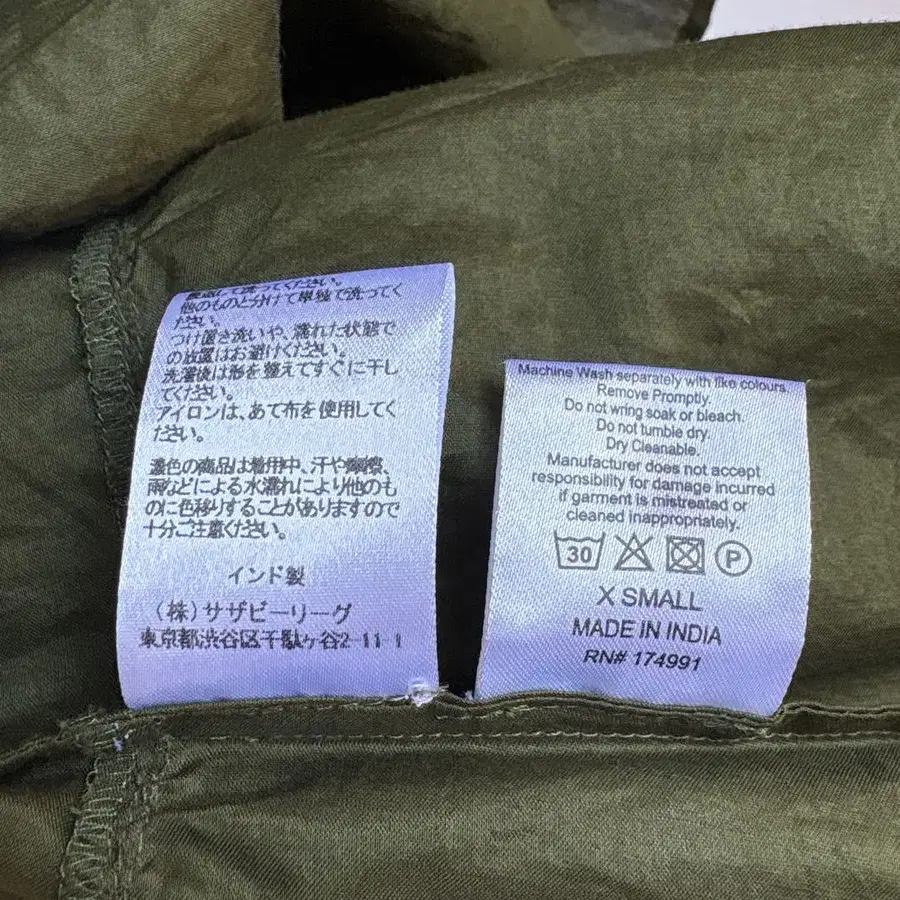 他のものと分けて単独で洗ってく
ださい。
つけ置き洗いや、濡れた状態で
の放置はお避けください。
洗濯後は形を整えてすぐに干し
てください。
アイロンは、あて布を使用してく
ださい。
濃色の商品は着用中、汗や摩擦、
雨などによる水濡れにより他のも
のに色移りすることがありますので
十分ご注意ください。
インド製
(株)サザビーリーグ
東京都渋谷区千駄ヶ谷2-11-1
Machine Wash separately with like colours.
Remove Promptly.
Do not wring soak or bleach.
Do not tumble dry.
Dry Cleanable.
Manufacturer does not accept
responsibility for damage incurred
if garment is mistreated or
cleaned inappropriately.
30 P
X SMALL
MADE IN INDIA
RN# 174991